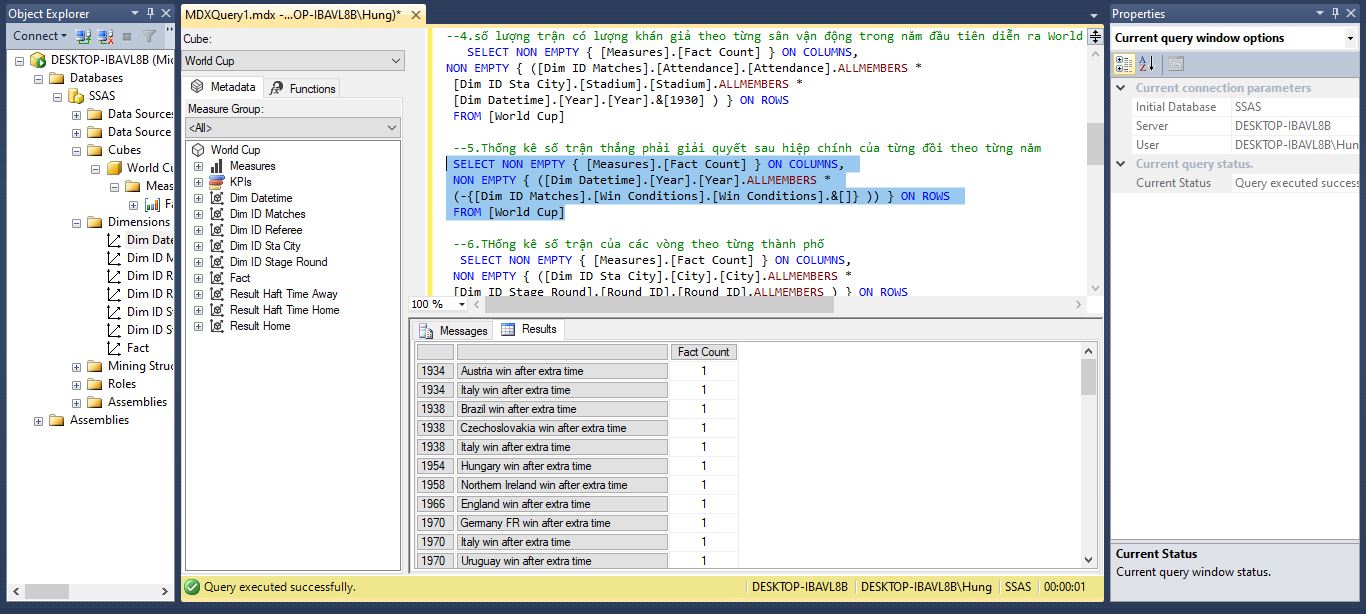 Object Explorer
Connect
DESKTOP-IBAVL8B (Mic
Databases
SSAS
Data Sources
Data Source
Cubes
World Cu
Meas
Fa
Dimensions
Dim Date
Dim ID M
Dim ID R
Dim ID R
Dim ID S
Dim ID S
Fact
Mining Struc
Roles
Assemblies
Assemblies
MDXQuery1.mdx -...OP-IBAVL8B\Hung)*
Cube:
World Cup
Metadata
Functions
Measure Group:
<All>
World Cup
Measures
KPIs
Dim Datetime
Dim ID Matches
Dim ID Referee
Dim ID Sta City
Dim ID Stage Round
Fact
Result Haft Time Away
Result Haft Time Home
Result Home
--4.số lượng trận có lượng khán giả theo từng sân vận động trong năm đầu tiên diễn ra World
SELECT NON EMPTY { [Measures].[Fact Count] } ON COLUMNS,
NON EMPTY { ([Dim ID Matches].[Attendance].[Attendance].ALLMEMBERS *
[Dim ID Sta City].[Stadium].[Stadium].ALLMEMBERS *
[Dim Datetime].[Year].[Year].&[1930] ) } ON ROWS
FROM [World Cup]
--5.Thống kê số trận thắng phải giải quyết sau hiệp chính của từng đồi theo từng năm
SELECT NON EMPTY { [Measures].[Fact Count] } ON COLUMNS,
NON EMPTY { ([Dim Datetime].[Year].[Year].ALLMEMBERS *
(-{[Dim ID Matches].[Win Conditions].[Win Conditions].&[]} )) } ON ROWS
FROM [World Cup]
--6.THống kê số trận của các vòng theo từng thành phố
SELECT NON EMPTY { [Measures].[Fact Count] } ON COLUMNS,
NON EMPTY { ([Dim ID Sta City].[City].[City].ALLMEMBERS *
[Dim ID Stage Round].[Round ID].[Round ID].ALLMEMBERS ) } ON ROWS
100 %
Messages
Results
Fact Count
1934 Austria win after extra time 1
1934 Italy win after extra time 1
1938 Brazil win after extra time 1
1938 Czechoslovakia win after extra time 1
1938 Italy win after extra time 1
1954 Hungary win after extra time 1
1958 Northern Ireland win after extra time 1
1966 England win after extra time 1
1970 Germany FR win after extra time 1
1970 Italy win after extra time 1
1970 Uruguay win after extra time 1
Query executed successfully.
DESKTOP-IBAVL8B
DESKTOP-IBAVL8B\Hung
SSAS
00:00:01
Properties
Current query window options
Current connection parameters
Initial Database SSAS
Server DESKTOP-IBAVL8B
User DESKTOP-IBAVL8B\Hun
Current query status.
Current Status Query executed success
Current Status
Current query window status.